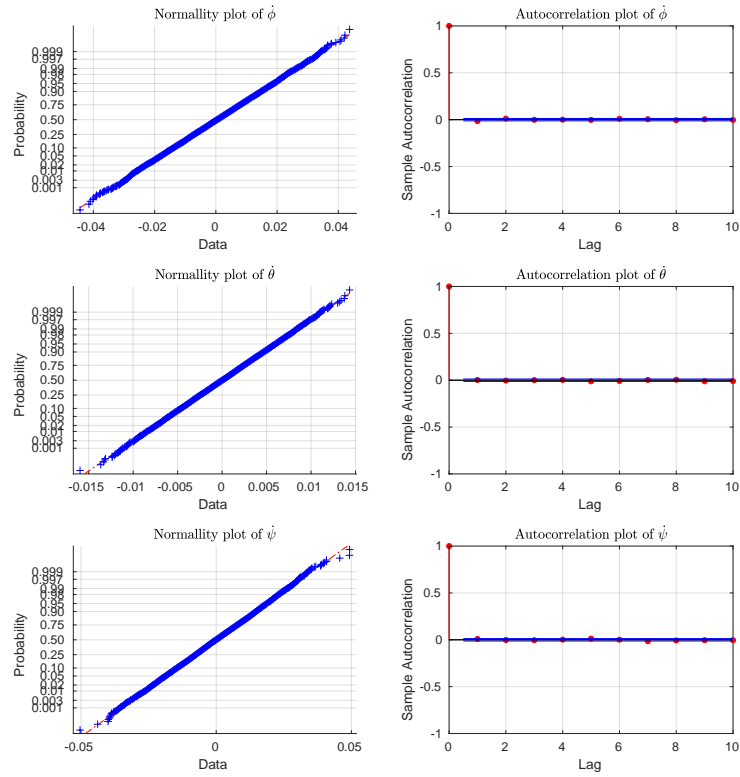 Normallity plot of φ̇
0.999
0.997
0.99
0.98
0.95
0.90
0.75
0.50
0.25
0.10
0.05
0.02
0.01
0.003
0.001
Probability
-0.04 -0.02 0 0.02 0.04
Data
Autocorrelation plot of φ̇
1
0.5
0
-0.5
-1
Sample Autocorrelation
0 2 4 6 8 10
Lag
Normallity plot of θ̇
0.999
0.997
0.99
0.98
0.95
0.90
0.75
0.50
0.25
0.10
0.05
0.02
0.01
0.003
0.001
Probability
-0.015 -0.01 -0.005 0 0.005 0.01 0.015
Data
Autocorrelation plot of θ̇
1
0.5
0
-0.5
-1
Sample Autocorrelation
0 2 4 6 8 10
Lag
Normallity plot of ψ̇
0.999
0.997
0.99
0.98
0.95
0.90
0.75
0.50
0.25
0.10
0.05
0.02
0.01
0.003
0.001
Probability
-0.05 0 0.05
Data
Autocorrelation plot of ψ̇
1
0.5
0
-0.5
-1
Sample Autocorrelation
0 2 4 6 8 10
Lag